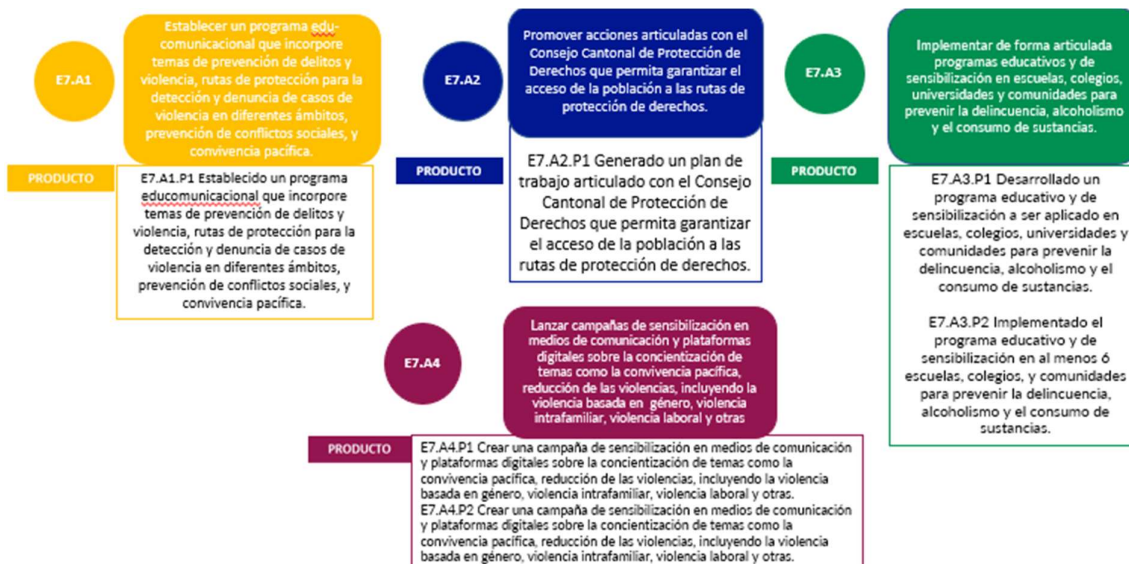 E7.A1
Establecer un programa edu-
comunicacional que incorpore
temas de prevención de delitos y
violencia, rutas de protección para la
detección y denuncia de casos de
violencia en diferentes ámbitos,
prevención de conflictos sociales, y
convivencia pacífica.
PRODUCTO
E7.A1.P1 Establecido un programa
educomunicacional que incorpore
temas de prevención de delitos y
violencia, rutas de protección para la
detección y denuncia de casos de
violencia en diferentes ámbitos,
prevención de conflictos sociales, y
convivencia pacífica.
E7.A2
Promover acciones articuladas con el
Consejo Cantonal de Protección de
Derechos que permita garantizar el
acceso de la población a las rutas de
protección de derechos.
PRODUCTO
E7.A2.P1 Generado un plan de
trabajo articulado con el Consejo
Cantonal de Protección de
Derechos que permita garantizar
el acceso de la población a las
rutas de protección de derechos.
E7.A3
Implementar de forma articulada
programas educativos y de
sensibilización en escuelas, colegios,
universidades y comunidades para
prevenir la delincuencia, alcoholismo
y el consumo de sustancias.
PRODUCTO
E7.A3.P1 Desarrollado un
programa educativo y de
sensibilización a ser aplicado en
escuelas, colegios, universidades y
comunidades para prevenir la
delincuencia, alcoholismo y el
consumo de sustancias.
E7.A3.P2 Implementado el
programa educativo y de
sensibilización en al menos 6
escuelas, colegios, y comunidades
para prevenir la delincuencia,
alcoholismo y el consumo de
sustancias.
E7.A4
Lanzar campañas de sensibilización en
medios de comunicación y plataformas
digitales sobre la concientización de
temas como la convivencia pacífica,
reducción de las violencias, incluyendo la
violencia basada en género, violencia
intrafamiliar, violencia laboral y otras
PRODUCTO
E7.A4.P1 Crear una campaña de sensibilización en medios de comunicación
y plataformas digitales sobre la concientización de temas como la
convivencia pacífica, reducción de las violencias, incluyendo la violencia
basada en género, violencia intrafamiliar, violencia laboral y otras.
E7.A4.P2 Crear una campaña de sensibilización en medios de comunicación
y plataformas digitales sobre la concientización de temas como la
convivencia pacífica, reducción de las violencias, incluyendo la violencia
basada en género, violencia intrafamiliar, violencia laboral y otras.